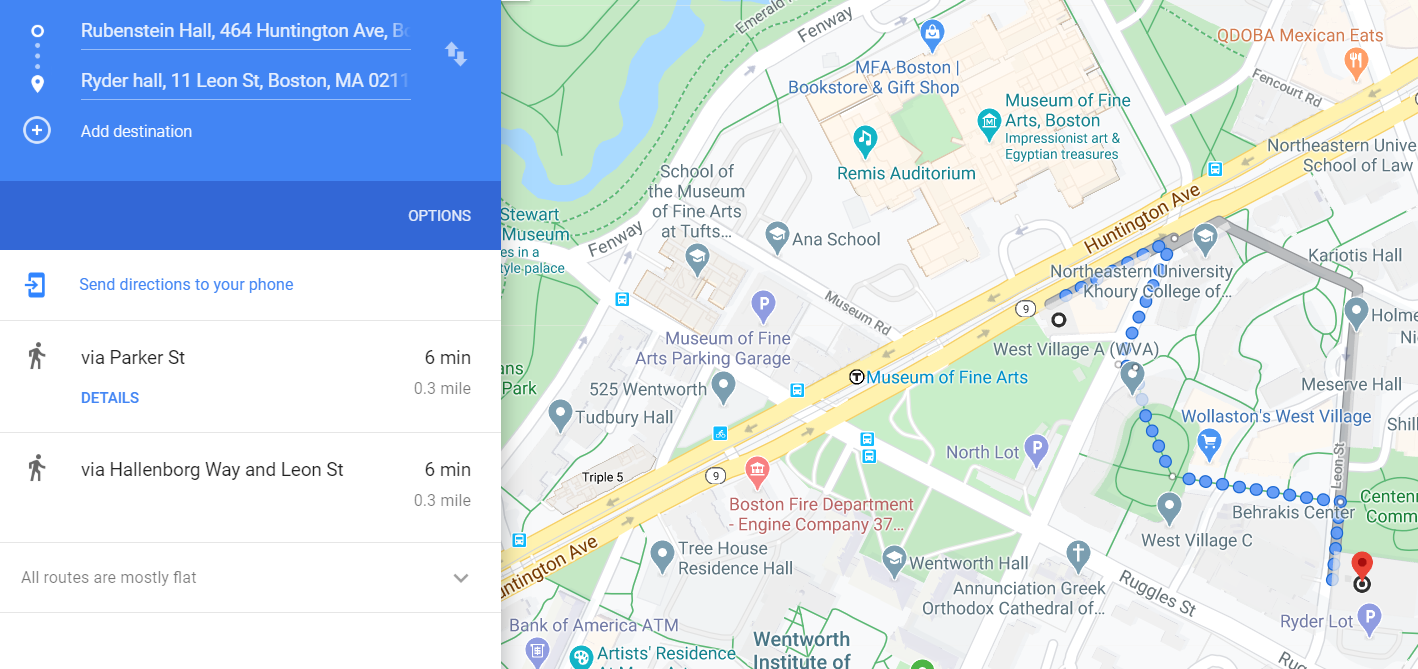 Rubenstein Hall, 464 Huntington Ave, Bo
Ryder hall, 11 Leon St, Boston, MA 0211
Add destination
OPTIONS
Send directions to your phone
via Parker St
6 min
0.3 mile
DETAILS
via Hallenborg Way and Leon St
6 min
0.3 mile
All routes are mostly flat
Emerald
Fenway
MFA Boston |
Bookstore & Gift Shop
QDOBA Mexican Eats
Fencourt Rd
Museum of Fine
Arts, Boston
Impressionist art &
Egyptian treasures
Remis Auditorium
Northeastern Unive
School of Law
School of
the Museum
of Fine Arts
at Tufts...
Stewart
Museum
es in a
tyle-palace
Fenway
Ana School
Huntington Ave
Kariotis Hall
Northeastern University
Khoury College of...
Museum Rd
9
P
Holme
Ni
Museum of Fine
Arts Parking Garage
West Village A (WVA)
ans
Park
525 Wentworth
T
Museum of Fine Arts
Meserve Hall
Tudbury Hall
Wollaston's West Village
Shil
North Lot
P
Leon St
Triple 5
9
Boston Fire Department
- Engine Company 37...
Centenn
Comm
Behrakis Center
West Village C
untington Ave
Tree House
Residence Hall
Wentworth Hall
Annunciation Greek
Orthodox Cathedral of...
Ruggles St
Ryder Lot
P
Bank of America ATM
Artists' Residence
Wentworth
Institute of
Rug